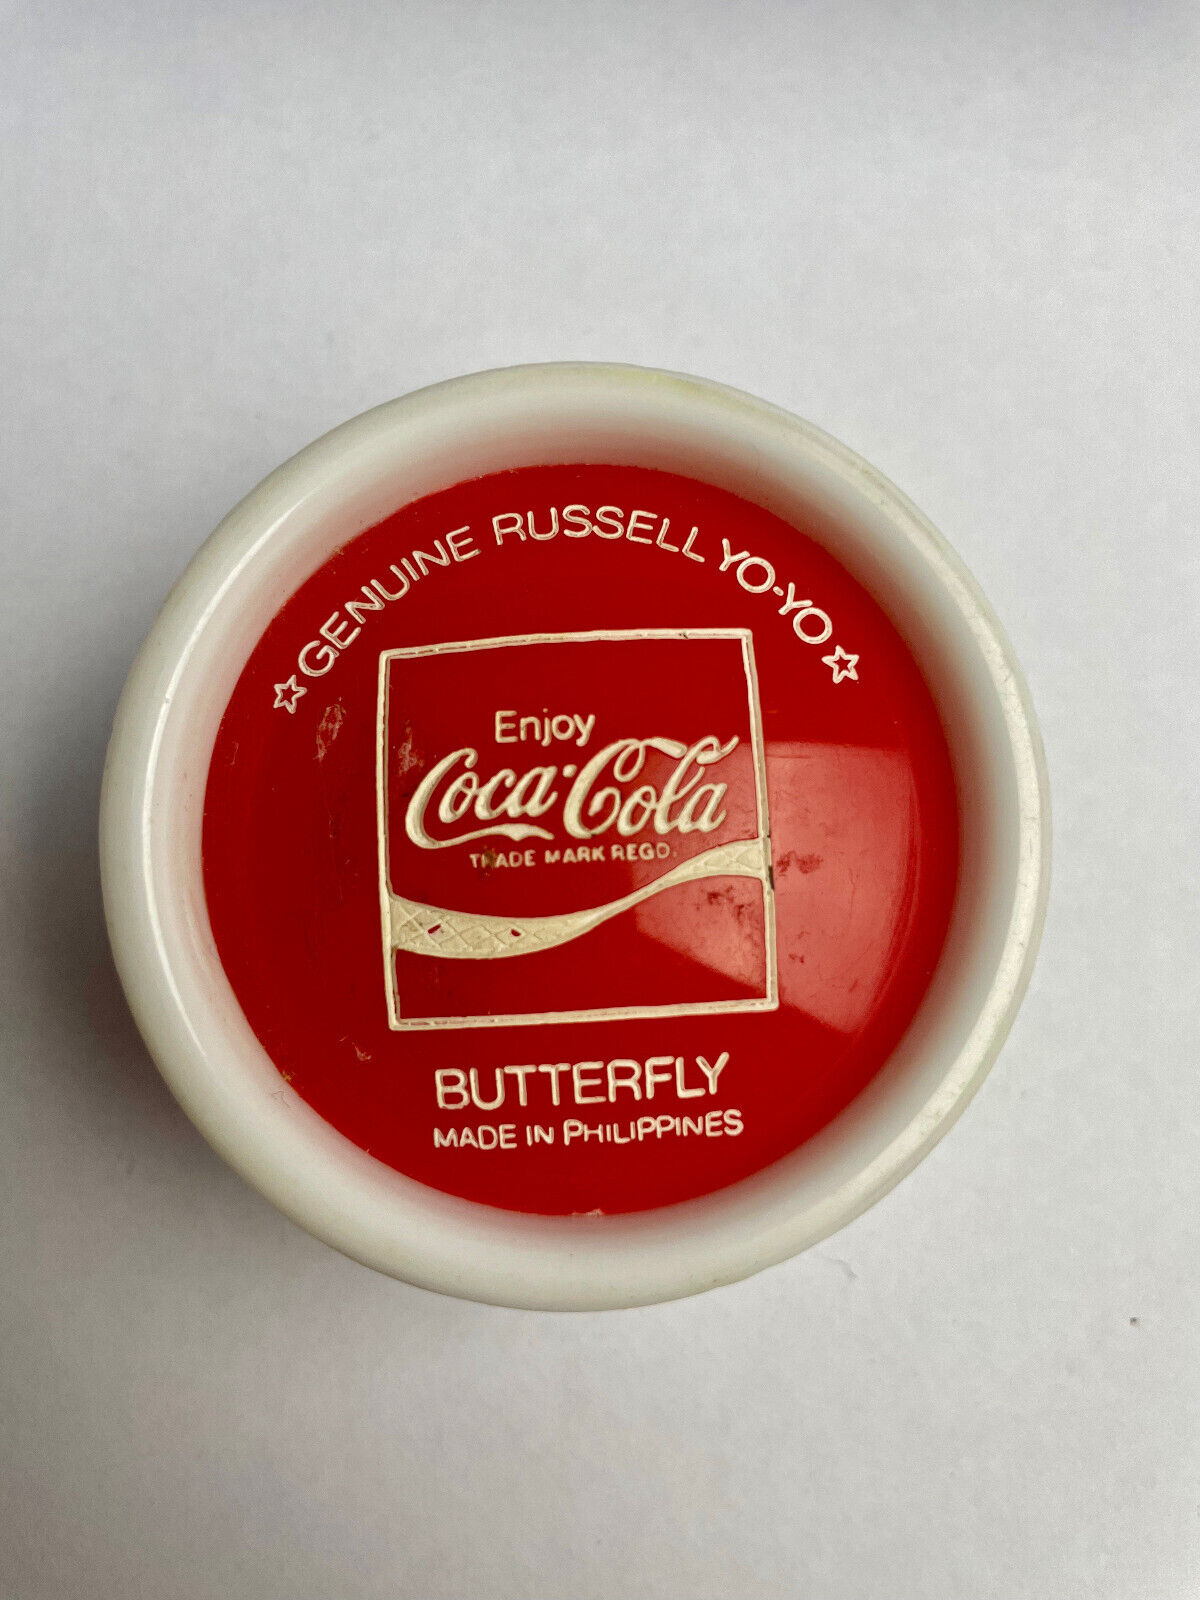 ☆GENUINE RUSSELL YO-YO☆
Enjoy
Coca-Cola
TRADE MARK REGD.
BUTTERFLY
MADE IN PHILIPPINES